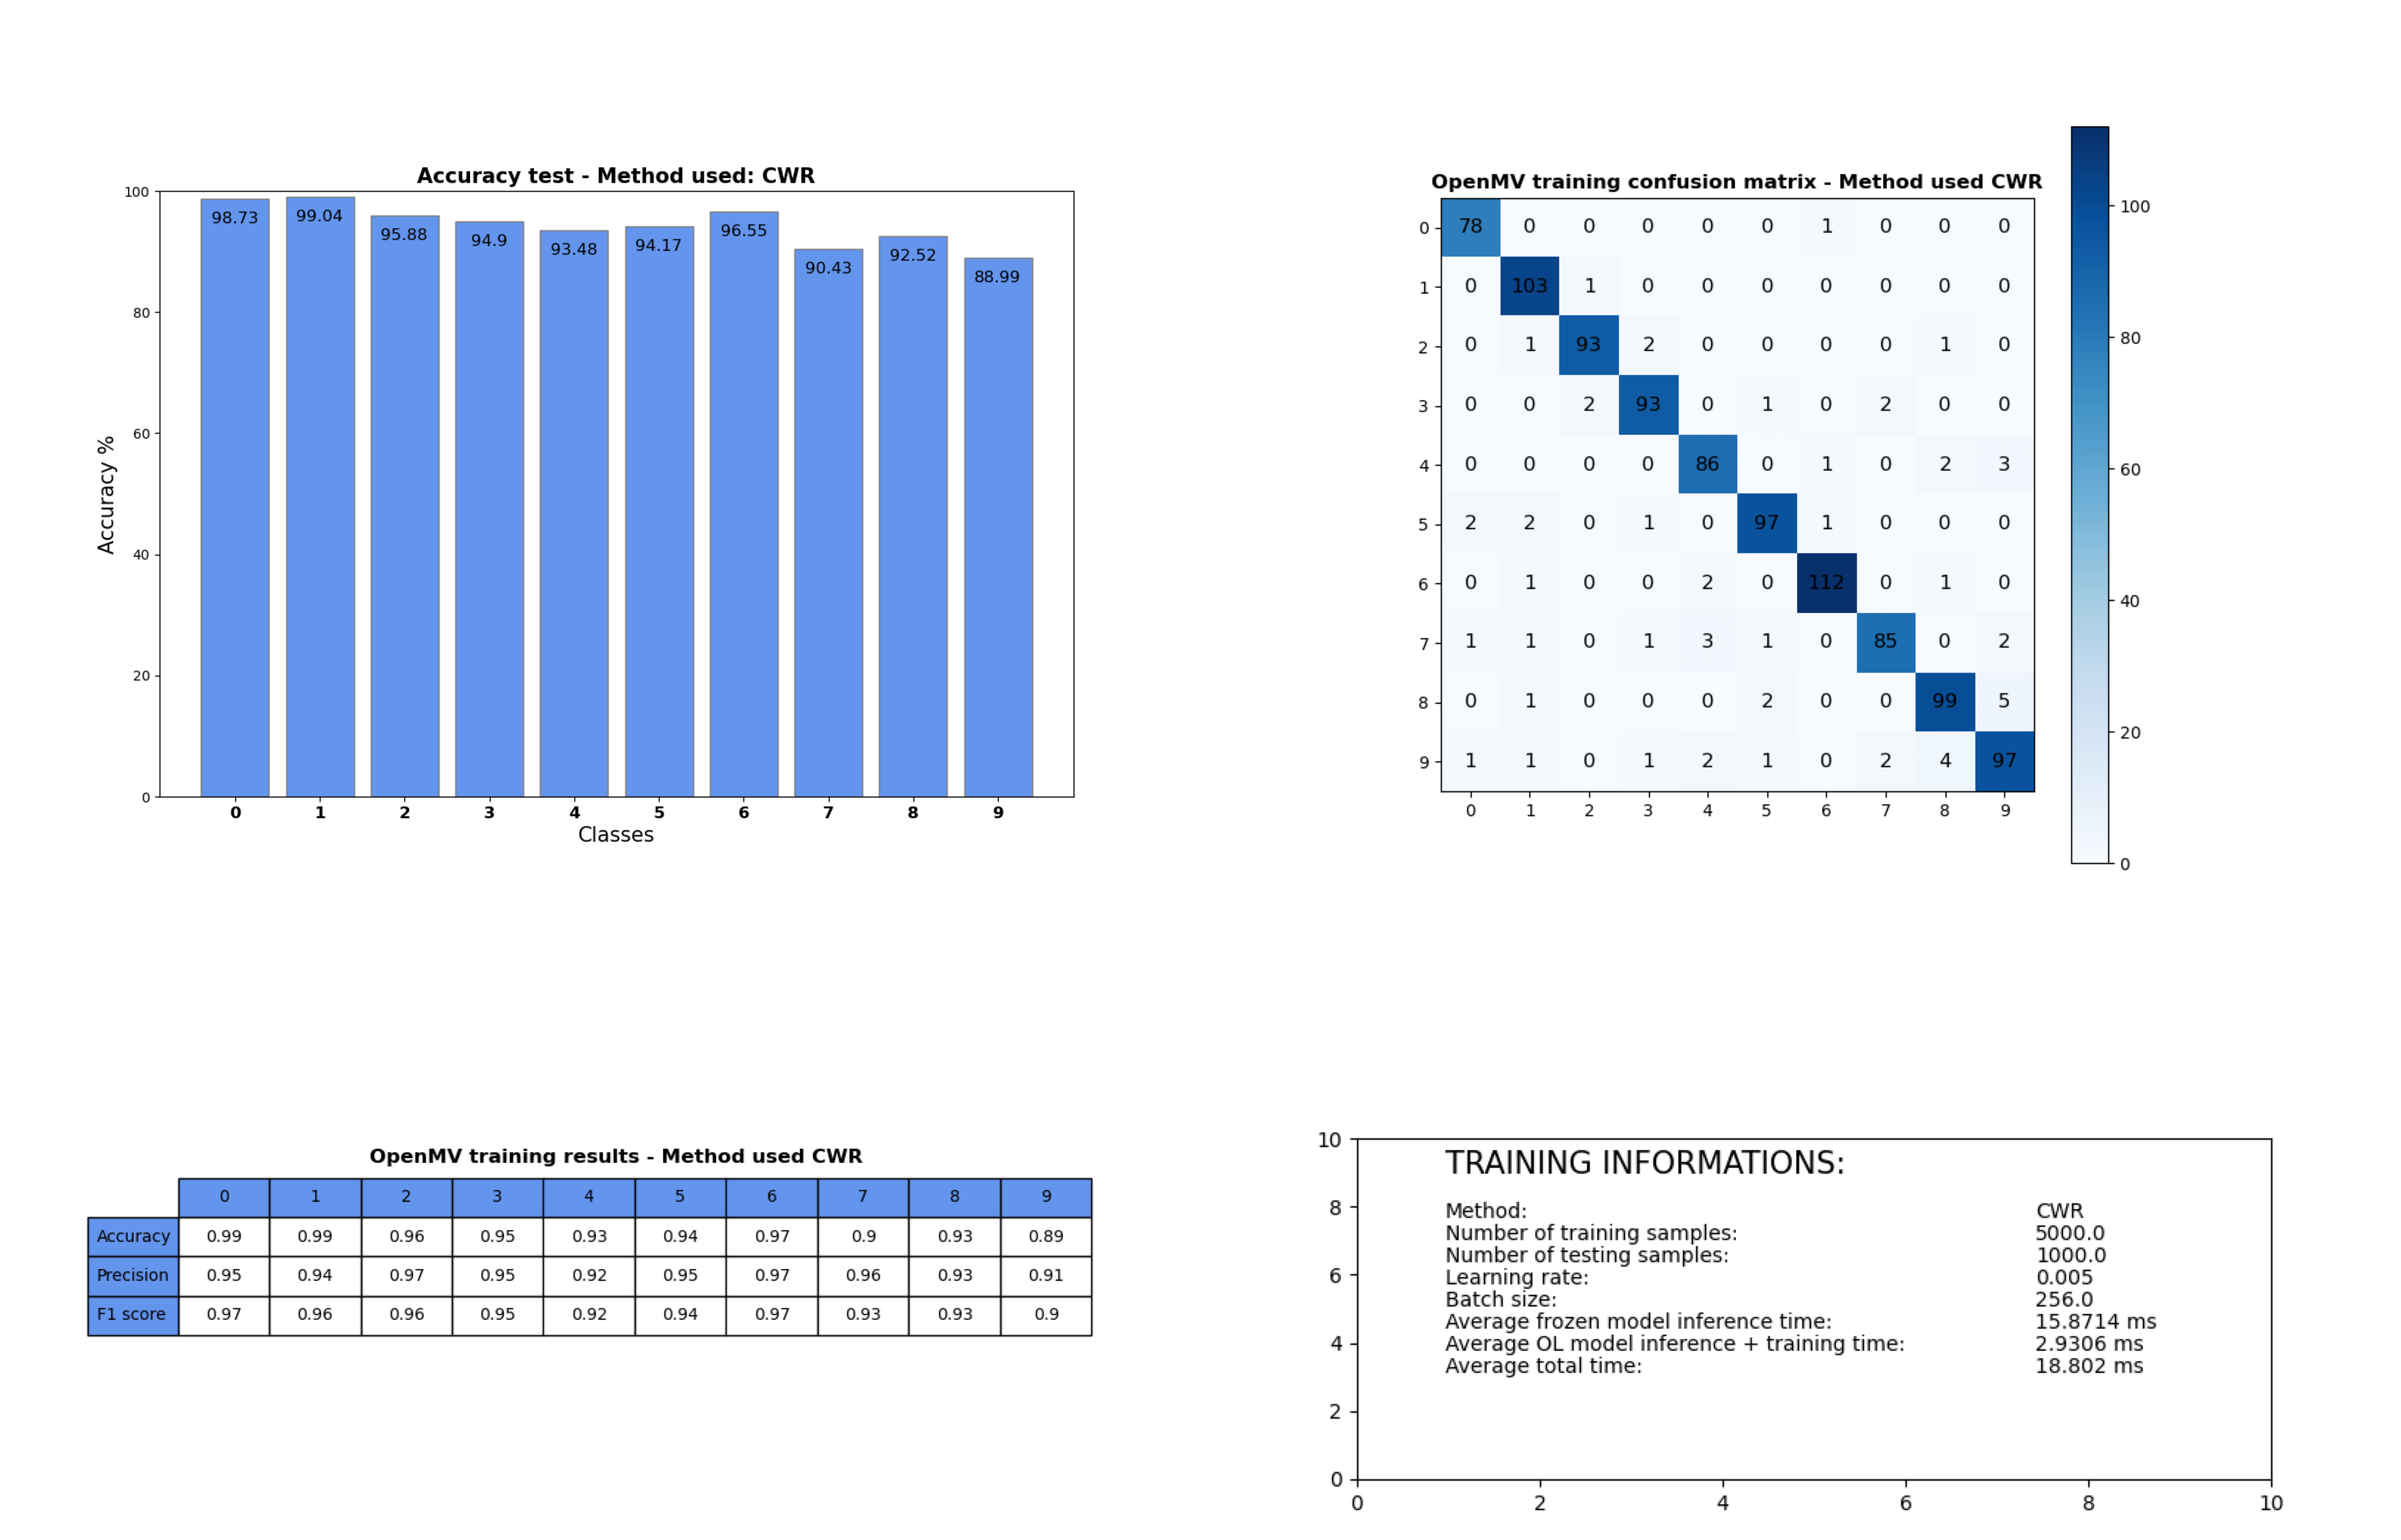 Accuracy test - Method used: CWR
100
80
60
40
20
0
Accuracy %
98.73 99.04 95.88 94.9 93.48 94.17 96.55 90.43 92.52 88.99
0 1 2 3 4 5 6 7 8 9
Classes
OpenMV training confusion matrix - Method used CWR
0 78 0 0 0 0 0 1 0 0 0
1 0 103 1 0 0 0 0 0 0 0
2 0 1 93 2 0 0 0 0 1 0
3 0 0 2 93 0 1 0 2 0 0
4 0 0 0 0 86 0 1 0 2 3
5 2 2 0 1 0 97 1 0 0 0
6 0 1 0 0 2 0 112 0 1 0
7 1 1 0 1 3 1 0 85 0 2
8 0 1 0 0 0 2 0 0 99 5
9 1 1 0 1 2 1 0 2 4 97
0 1 2 3 4 5 6 7 8 9
100
80
60
40
20
0
OpenMV training results - Method used CWR
0 1 2 3 4 5 6 7 8 9
Accuracy 0.99 0.99 0.96 0.95 0.93 0.94 0.97 0.9 0.93 0.89
Precision 0.95 0.94 0.97 0.95 0.92 0.95 0.97 0.96 0.93 0.91
F1 score 0.97 0.96 0.96 0.95 0.92 0.94 0.97 0.93 0.93 0.9
10
8
6
4
2
0
TRAINING INFORMATIONS:
Method: CWR
Number of training samples: 5000.0
Number of testing samples: 1000.0
Learning rate: 0.005
Batch size: 256.0
Average frozen model inference time: 15.8714 ms
Average OL model inference + training time: 2.9306 ms
Average total time: 18.802 ms
0 2 4 6 8 10